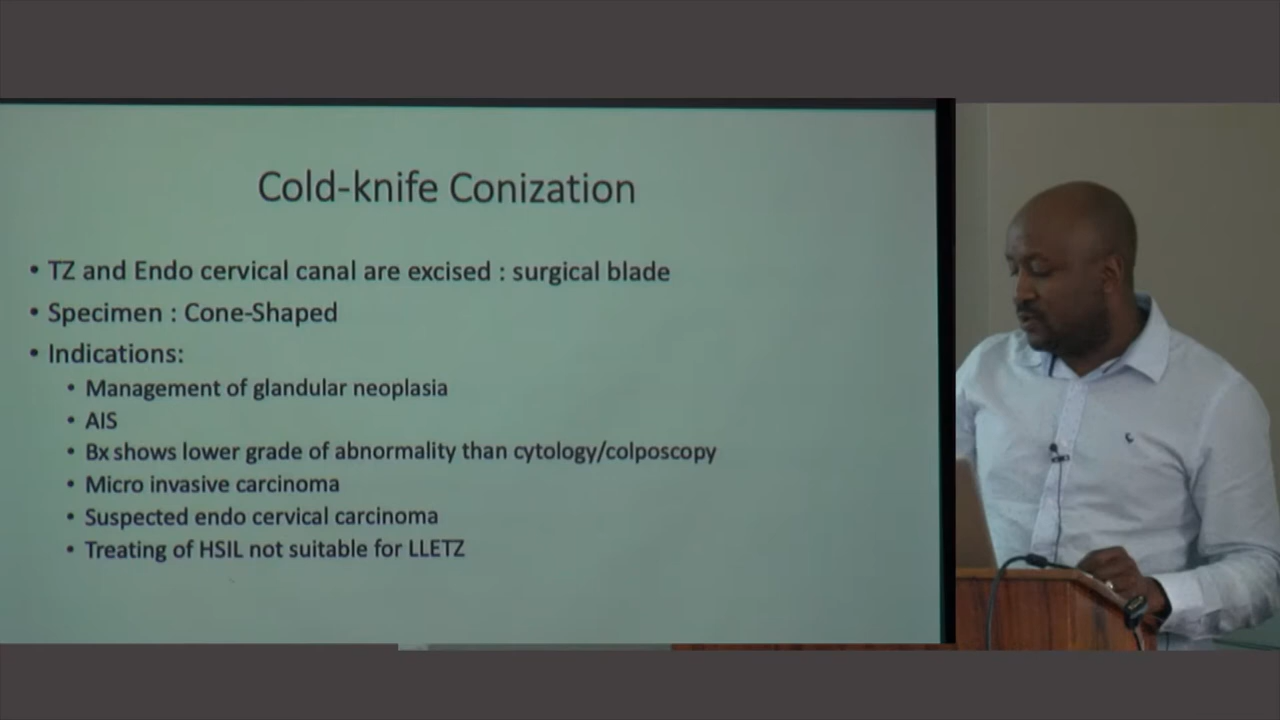 Cold-knife Conization
• TZ and Endo cervical canal are excised : surgical blade
• Specimen : Cone-Shaped
• Indications:
• Management of glandular neoplasia
• AIS
• Bx shows lower grade of abnormality than cytology/colposcopy
• Micro invasive carcinoma
• Suspected endo cervical carcinoma
• Treating of HSIL not suitable for LLETZ